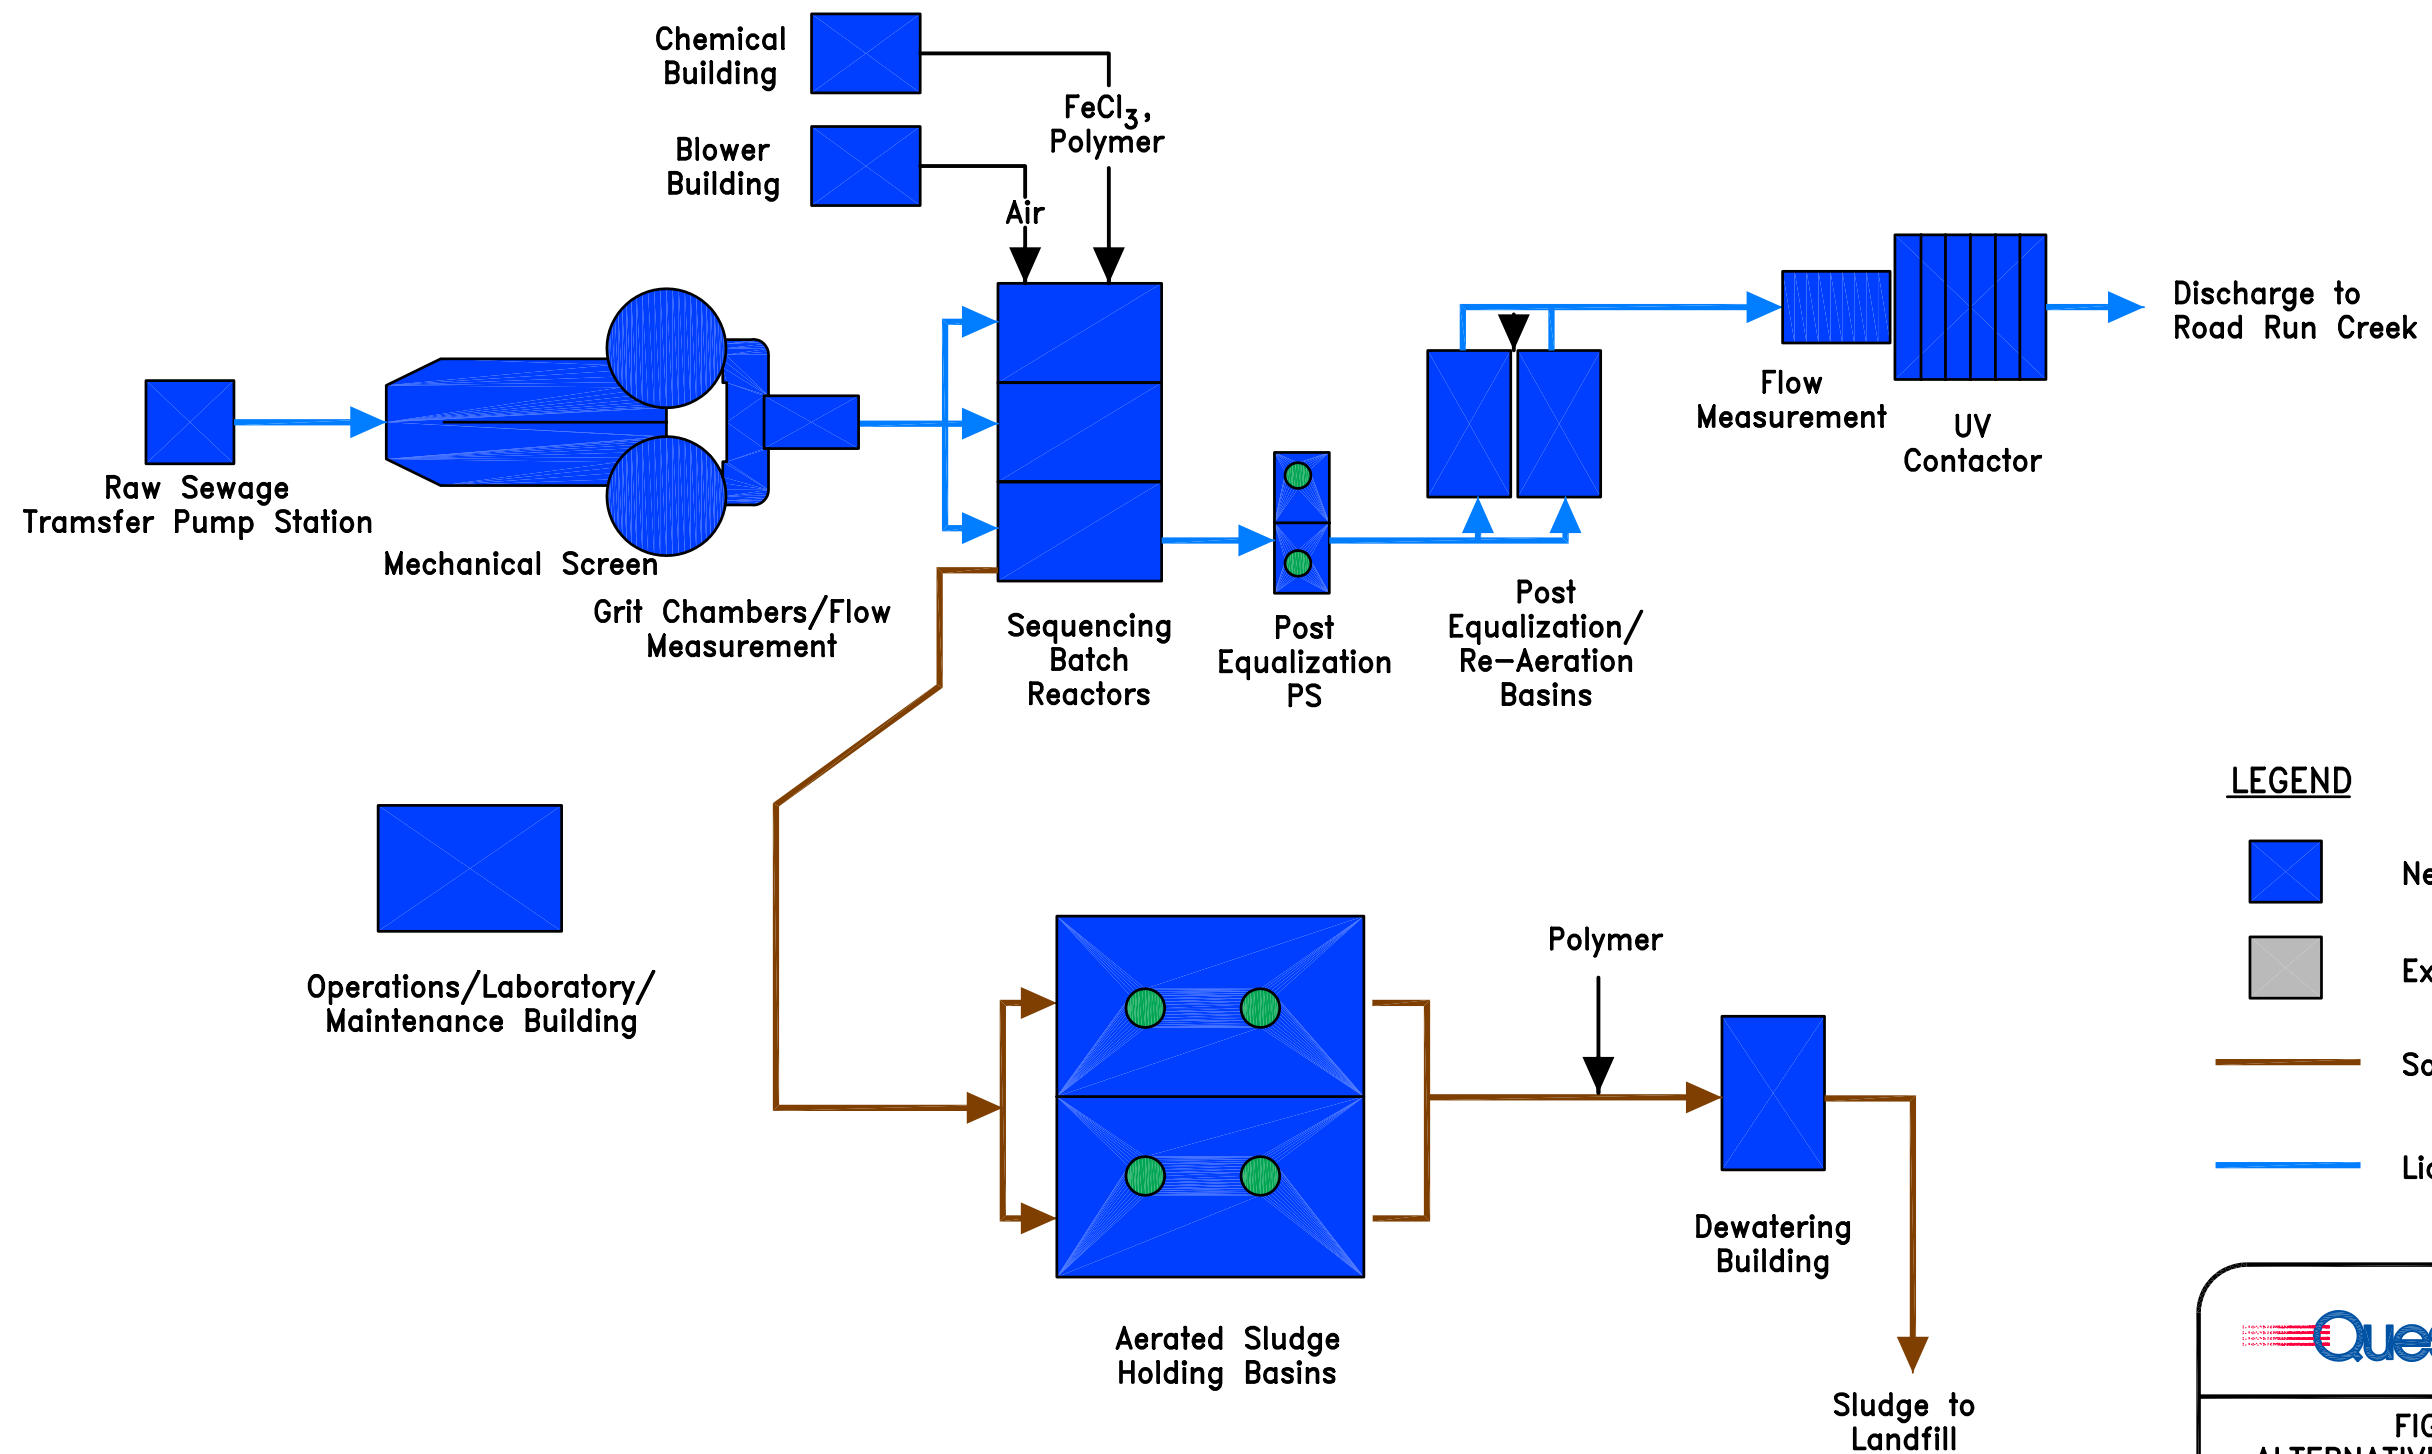 Chemical
Building
FeCl3,
Polymer
Blower
Building
Air
Discharge to
Road Run Creek
Flow
Measurement
UV
Contactor
Raw Sewage
Tramsfer Pump Station
Mechanical Screen
Grit Chambers/Flow
Measurement
Sequencing
Batch
Reactors
Post
Equalization
PS
Post
Equalization/
Re-Aeration
Basins
LEGEND
Operations/Laboratory/
Maintenance Building
Polymer
Dewatering
Building
Aerated Sludge
Holding Basins
Sludge to
Landfill